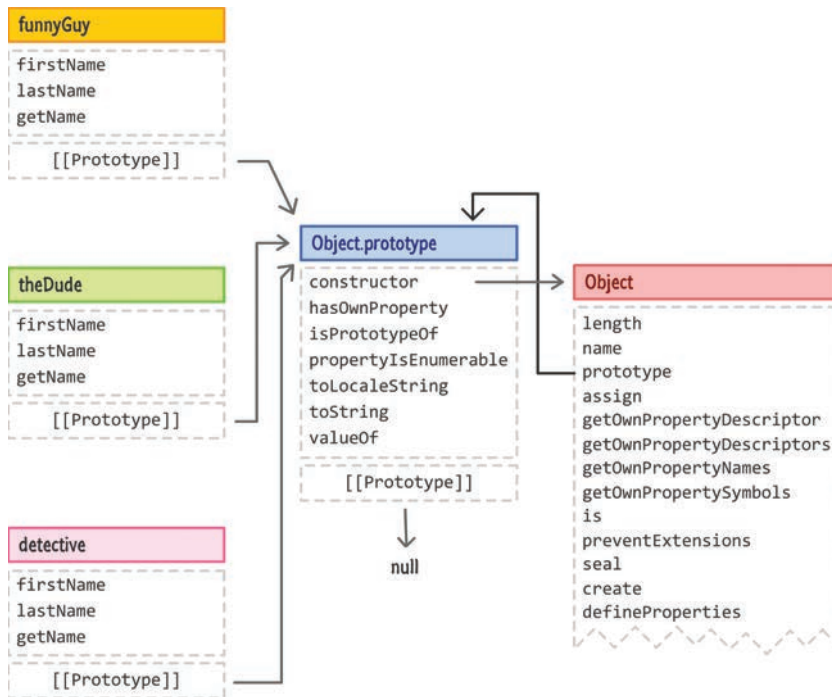 funnyGuy
firstName
lastName
getName
[[Prototype]]
theDude
firstName
lastName
getName
[[Prototype]]
detective
firstName
lastName
getName
[[Prototype]]
Object.prototype
constructor
hasOwnProperty
isPrototypeOf
propertyIsEnumerable
toLocaleString
toString
valueOf
[[Prototype]]
null
Object
length
name
prototype
assign
getOwnPropertyDescriptor
getOwnPropertyDescriptors
getOwnPropertyNames
getOwnPropertySymbols
is
preventExtensions
seal
create
defineProperties